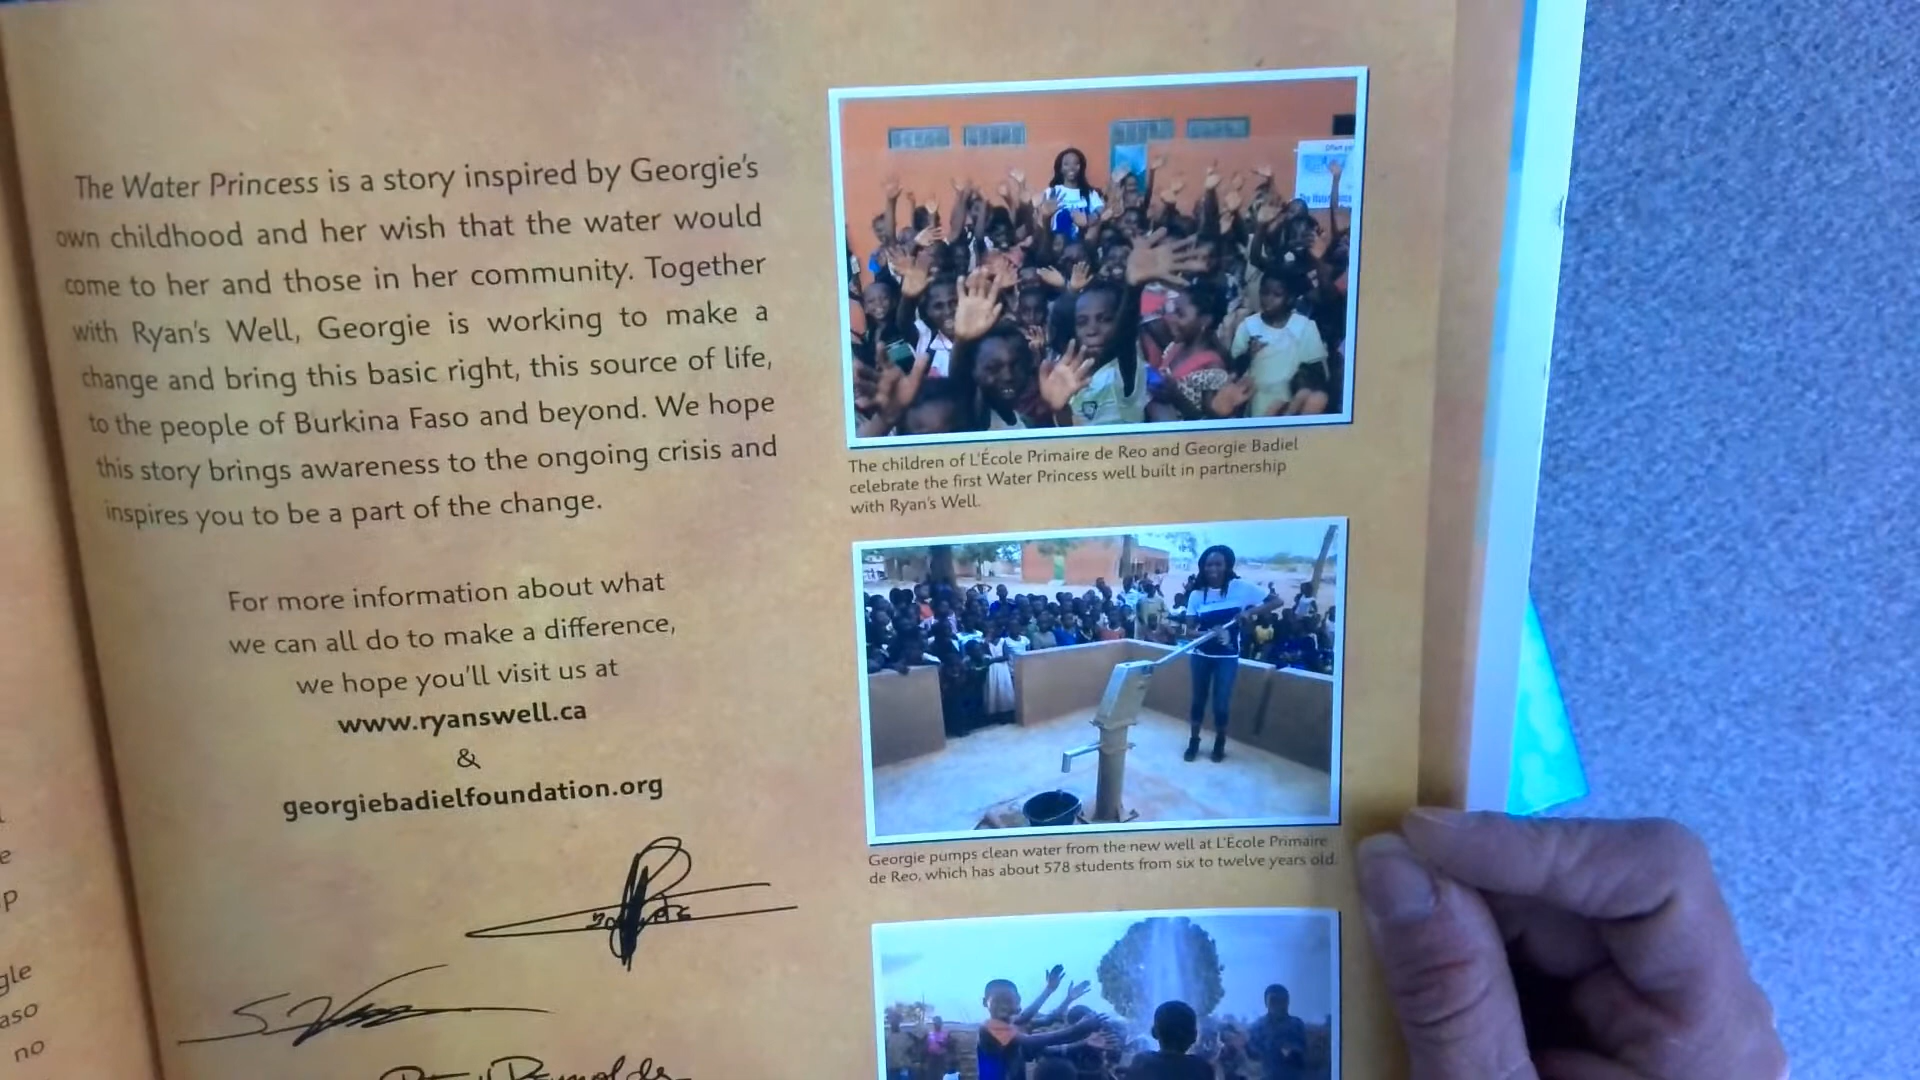 The Water Princess is a story inspired by Georgie's
own childhood and her wish that the water would
come to her and those in her community. Together
with Ryan's Well, Georgie is working to make a
change and bring this basic right, this source of life,
to the people of Burkina Faso and beyond. We hope
this story brings awareness to the ongoing crisis and
inspires you to be a part of the change.
For more information about what
we can all do to make a difference,
we hope you'll visit us at
www.ryanswell.ca
&
georgiebadielfoundation.org
The children of L'École Primaire de Reo and Georgie Badiel
celebrate the first Water Princess well built in partnership
with Ryan's Well.
Georgie pumps clean water from the new well at L'École Primaire
de Reo, which has about 578 students from six to twelve years old.
no